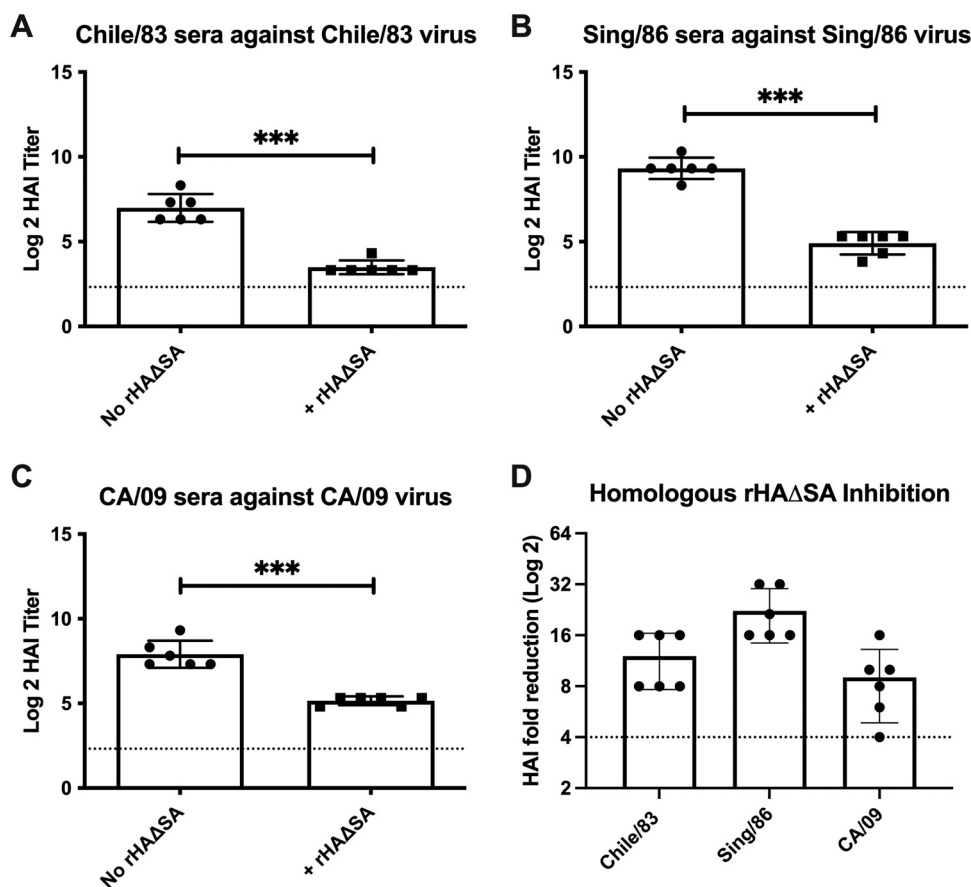 A
Chile/83 sera against Chile/83 virus
Log 2 HAI Titer
15
10
5
0
***
No rHAΔSA
+ rHAΔSA
B
Sing/86 sera against Sing/86 virus
Log 2 HAI Titer
15
10
5
0
***
No rHAΔSA
+ rHAΔSA
C
CA/09 sera against CA/09 virus
Log 2 HAI Titer
15
10
5
0
***
No rHAΔSA
+ rHAΔSA
D
Homologous rHAΔSA Inhibition
HAI fold reduction (Log 2)
64
32
16
8
4
2
Chile/83
Sing/86
CA/09